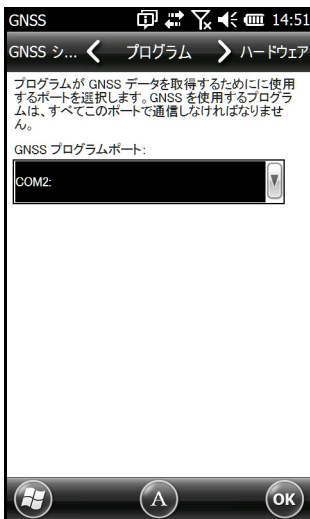 GNSS 14:51
GNSS シ... プログラム ハードウェア
プログラムが GNSS データを取得するためにに使用
するポートを選択します。GNSS を使用するプログラ
ムは、すべてこのポートで通信しなければなりませ
ん。
GNSS プログラムポート:
COM2:
A OK